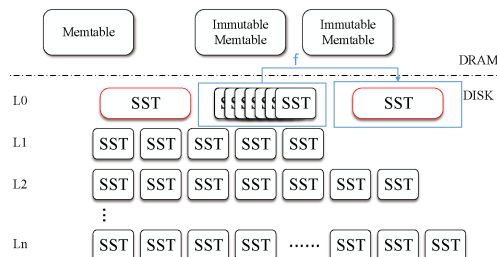 Memtable
Immutable
Memtable
Immutable
Memtable
f
DRAM
DISK
L0
SST
SST
SST
L1
SST SST SST SST SST
L2
SST SST SST SST SST SST SST
⋮
Ln
SST SST SST SST ······ SST SST SST